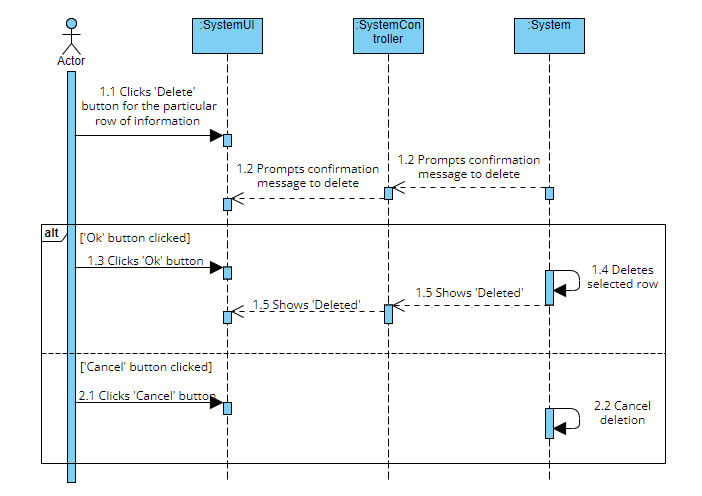 :SystemUI
:SystemCon
troller
:System
Actor
1.1 Clicks 'Delete'
button for the particular
row of information
1.2 Prompts confirmation
message to delete
1.2 Prompts confirmation
message to delete
alt
['Ok' button clicked]
1.3 Clicks 'Ok' button
1.4 Deletes
selected row
1.5 Shows 'Deleted'
1.5 Shows 'Deleted'
['Cancel' button clicked]
2.1 Clicks 'Cancel' button
2.2 Cancel
deletion